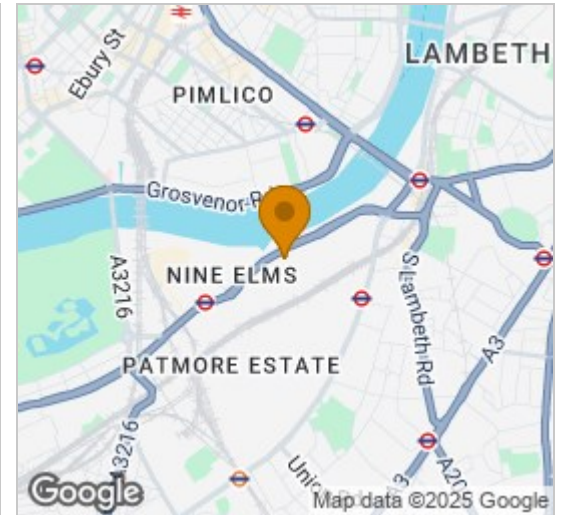 Ebury St
LAMBETH
PIMLICO
Grosvenor R
A3216
NINE ELMS
S Lambeth Rd
A3
PATMORE ESTATE
A3216
A3
A20
Google
Map data ©2025 Google